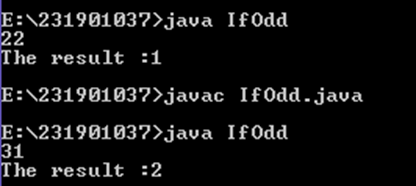 E:\231901037>java IfOdd
22
The result :1
E:\231901037>javac IfOdd.java
E:\231901037>java IfOdd
31
The result :2